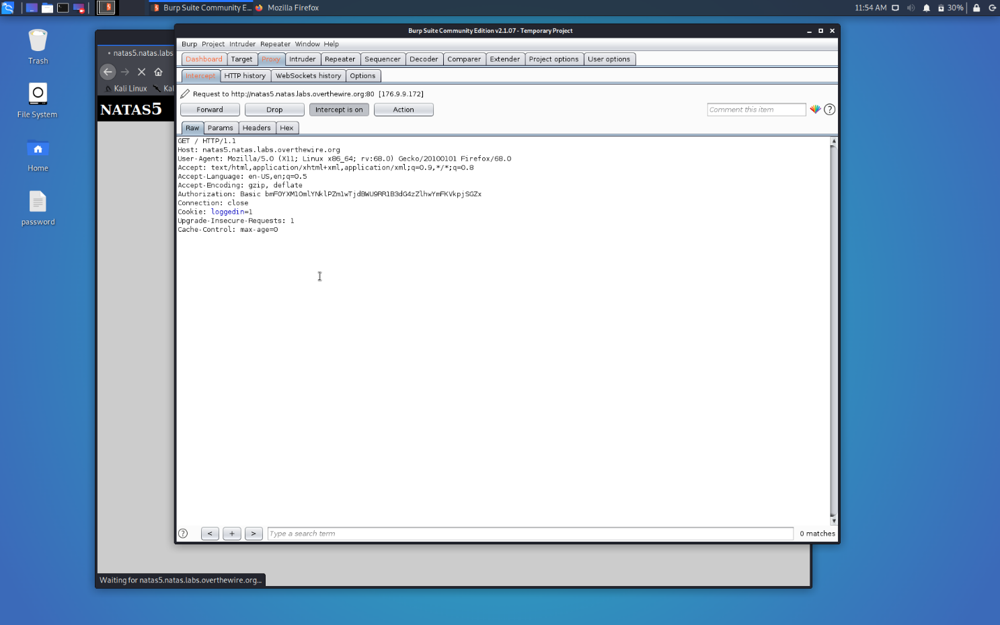 Burp Suite Community E...
Mozilla Firefox
11:54 AM
30%
Trash
File System
Home
password
natas5.natas.labs
Kali Linux
Kal
NATAS5
Waiting for natas5.natas.labs.overthewire.org...
Burp Suite Community Edition v2.1.07 - Temporary Project
Burp Project Intruder Repeater Window Help
Dashboard Target Proxy Intruder Repeater Sequencer Decoder Comparer Extender Project options User options
Intercept HTTP history WebSockets history Options
Request to http://natas5.natas.labs.overthewire.org:80 [176.9.9.172]
Forward Drop Intercept is on Action Comment this item ?
Raw Params Headers Hex
GET / HTTP/1.1
Host: natas5.natas.labs.overthewire.org
User-Agent: Mozilla/5.0 (X11; Linux x86_64; rv:68.0) Gecko/20100101 Firefox/68.0
Accept: text/html,application/xhtml+xml,application/xml;q=0.9,*/*;q=0.8
Accept-Language: en-US,en;q=0.5
Accept-Encoding: gzip, deflate
Authorization: Basic
Connection: close
Cookie: loggedin=1
Upgrade-Insecure-Requests: 1
Cache-Control: max-age=0
? < + > Type a search term 0 matches